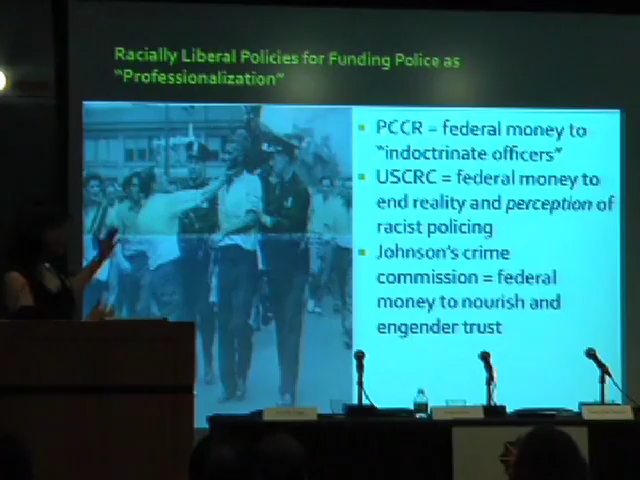 Racially Liberal Policies for Funding Police as
"Professionalization"
PCCR = federal money to
"indoctrinate officers"
USCRC = federal money to
end reality and perception of
racist policing
Johnson's crime
commission = federal
money to nourish and
engender trust